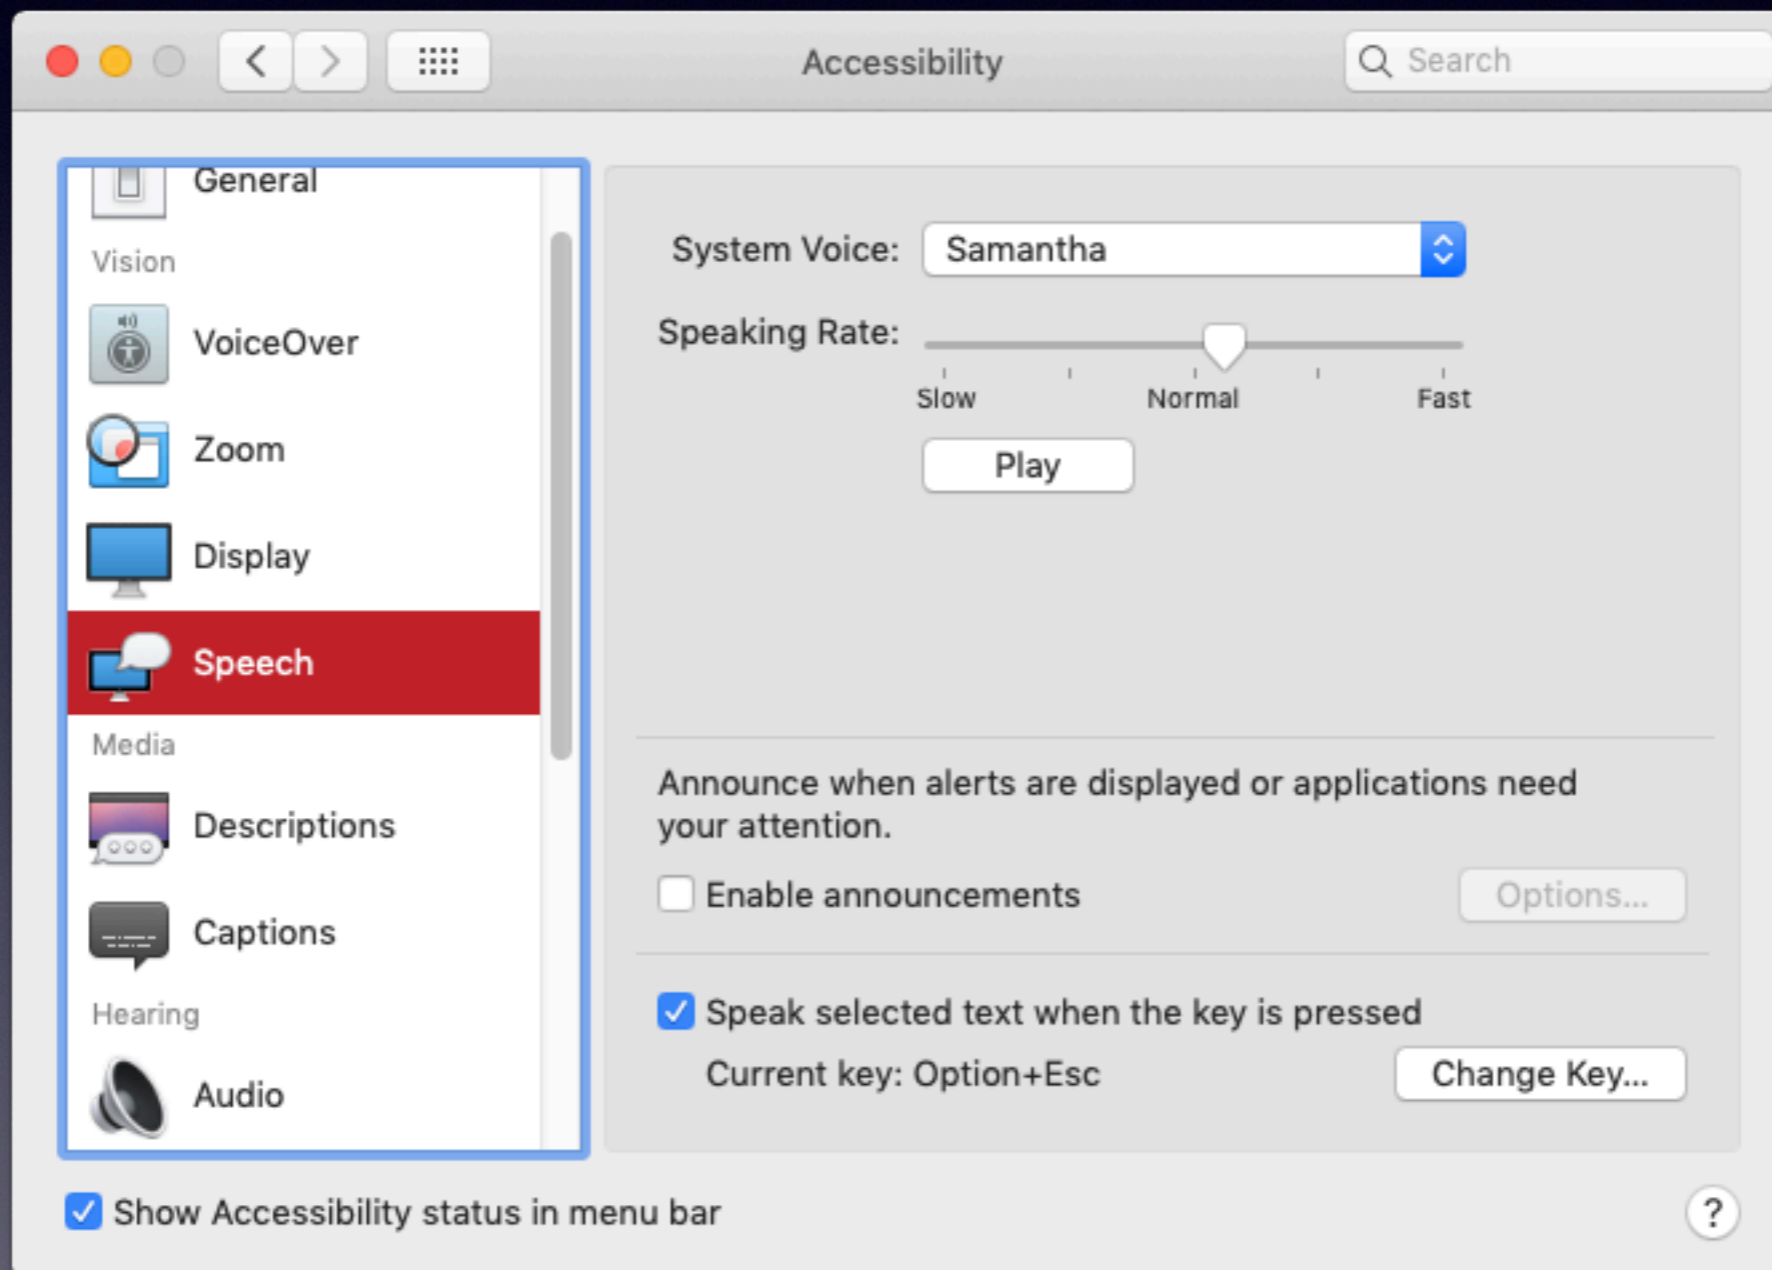 Accessibility
Search
General
Vision
VoiceOver
Zoom
Display
Speech
Media
Descriptions
Captions
Hearing
Audio
System Voice: Samantha
Speaking Rate:
Slow Normal Fast
Play
Announce when alerts are displayed or applications need
your attention.
Enable announcements Options...
Speak selected text when the key is pressed
Current key: Option+Esc Change Key...
Show Accessibility status in menu bar ?